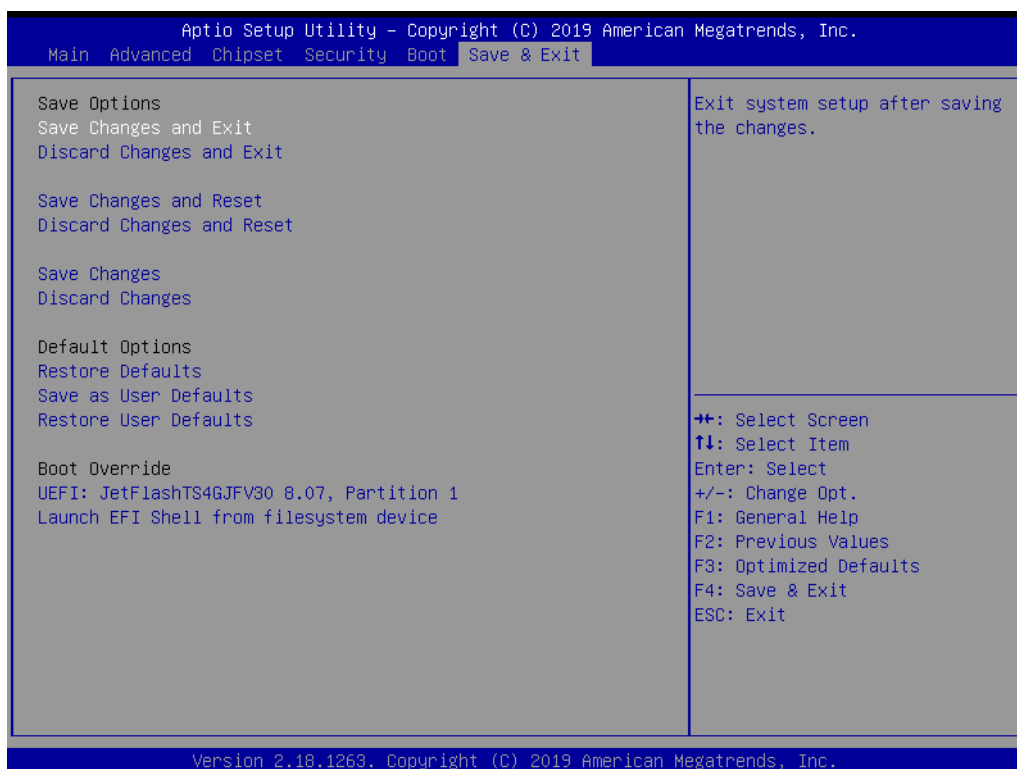 Aptio Setup Utility – Copyright (C) 2019 American Megatrends, Inc.
Main Advanced Chipset Security Boot Save & Exit
Save Options
Save Changes and Exit
Discard Changes and Exit
Save Changes and Reset
Discard Changes and Reset
Save Changes
Discard Changes
Default Options
Restore Defaults
Save as User Defaults
Restore User Defaults
Boot Override
UEFI: JetFlashTS4GJFV30 8.07, Partition 1
Launch EFI Shell from filesystem device
Exit system setup after saving
the changes.
→←: Select Screen
↑↓: Select Item
Enter: Select
+/-: Change Opt.
F1: General Help
F2: Previous Values
F3: Optimized Defaults
F4: Save & Exit
ESC: Exit
Version 2.18.1263. Copyright (C) 2019 American Megatrends, Inc.